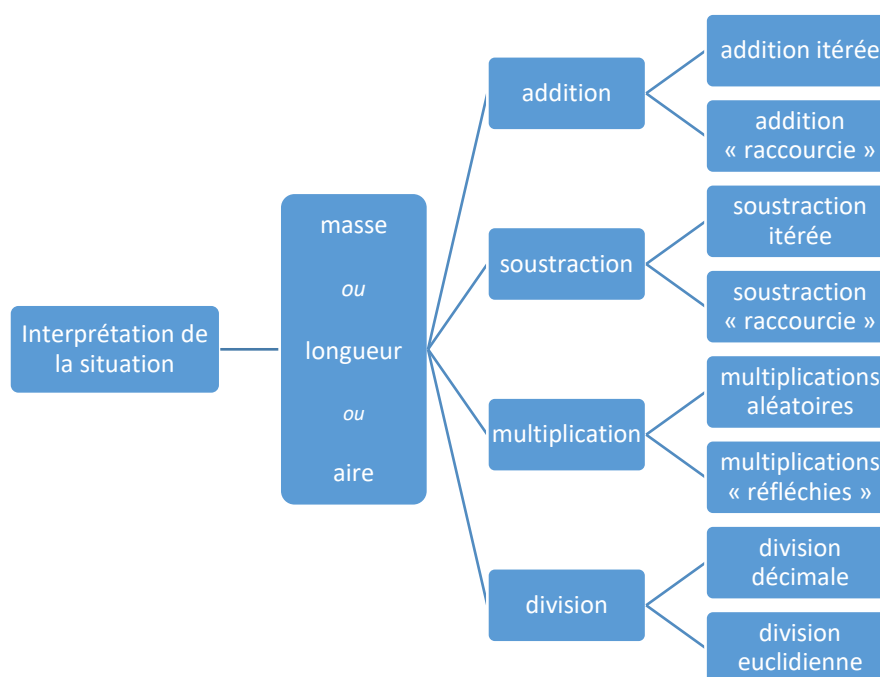 Interprétation de
la situation
masse
ou
longueur
ou
aire
addition
addition itérée
addition
« raccourcie »
soustraction
soustraction
itérée
soustraction
« raccourcie »
multiplication
multiplications
aléatoires
multiplications
« réfléchies »
division
division
décimale
division
euclidienne